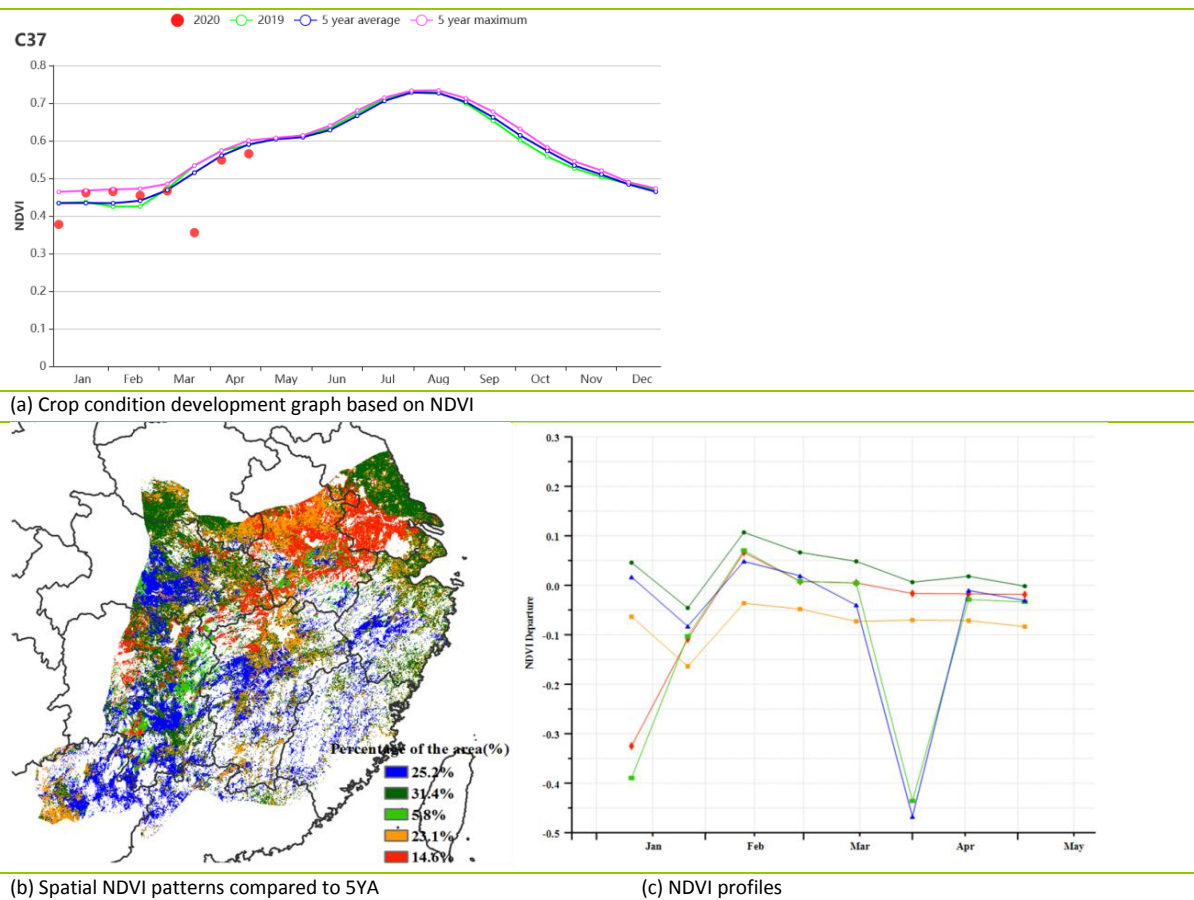 2020 2019 5 year average 5 year maximum
C37
0.8
0.7
0.6
0.5
0.4
0.3
0.2
0.1
0
NDVI
Jan Feb Mar Apr May Jun Jul Aug Sep Oct Nov Dec
(a) Crop condition development graph based on NDVI
Percentage of the area(%)
25.2%
31.4%
5.8%
23.1%
14.6%
0.3
0.2
0.1
0.0
-0.1
-0.2
-0.3
-0.4
-0.5
NDVI Departure
Jan Feb Mar Apr May
(b) Spatial NDVI patterns compared to 5YA (c) NDVI profiles